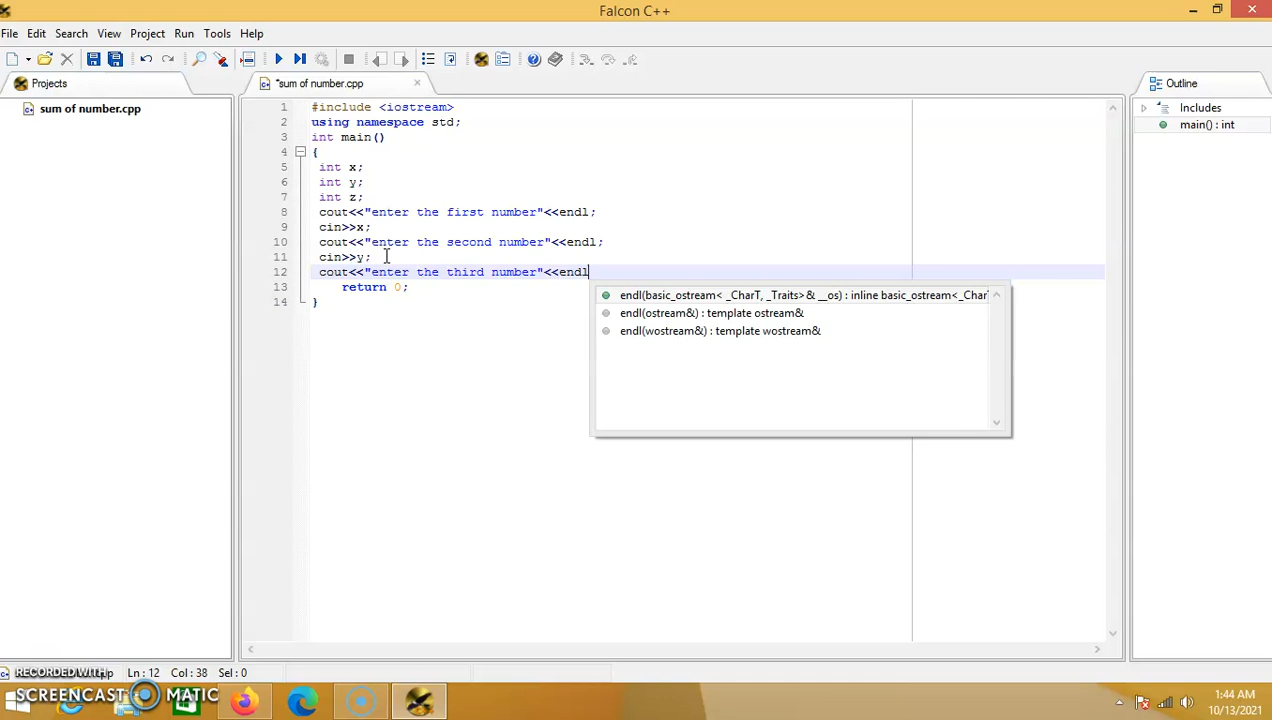 Falcon C++
File Edit Search View Project Run Tools Help
Projects
*sum of number.cpp
Outline
sum of number.cpp
Includes
main() : int
1 #include <iostream>
2 using namespace std;
3 int main()
4 {
5 int x;
6 int y;
7 int z;
8 cout<<"enter the first number"<<endl;
9 cin>>x;
10 cout<<"enter the second number"<<endl;
11 cin>>y;
12 cout<<"enter the third number"<<endl
13 return 0;
14 }
endl(basic_ostream< _CharT, _Traits>& __os) : inline basic_ostream<_Char
endl(ostream&) : template ostream&
endl(wostream&) : template wostream&
Ln : 12 Col : 38 Sel : 0
RECORDED WITH
SCREENCAST MATIC
1:44 AM
10/13/2021